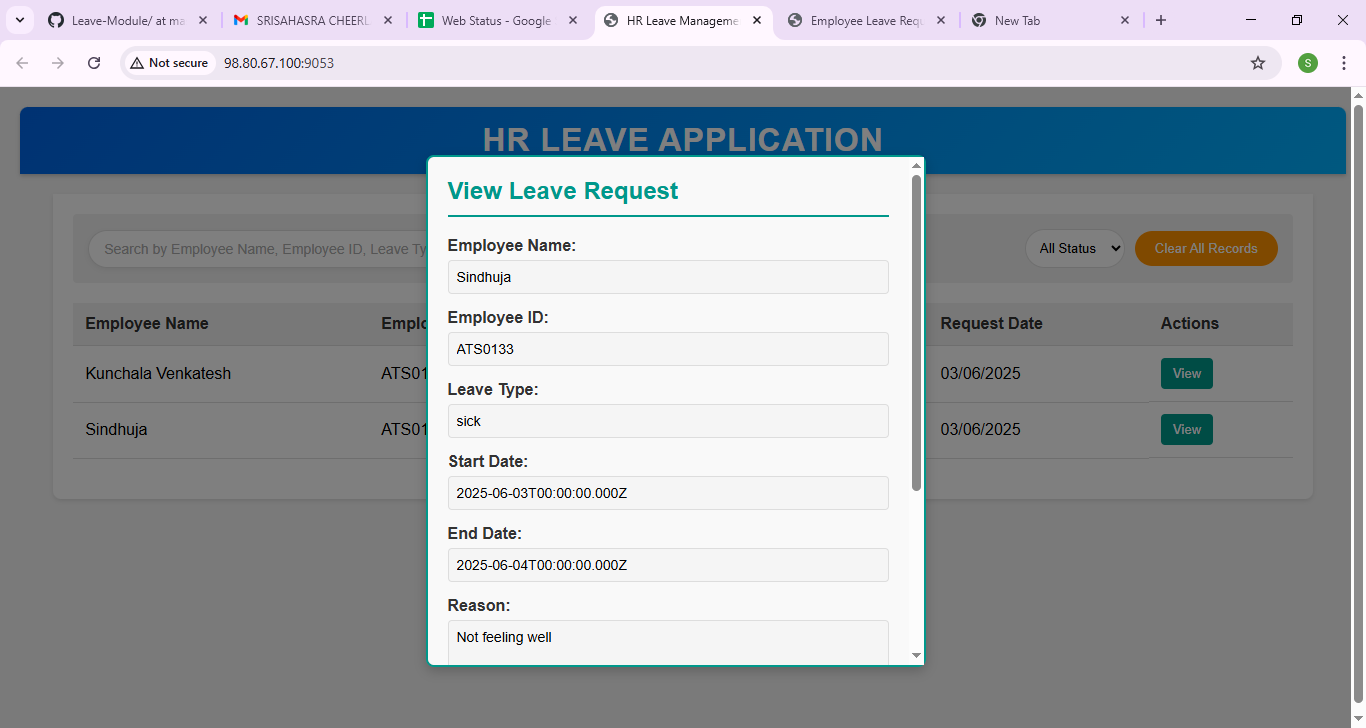 Leave-Module/ at ma
SRISAHASRA CHEERL
Web Status - Google
HR Leave Manageme
Employee Leave Requ
New Tab
Not secure
98.80.67.100:9053
S
HR LEAVE APPLICATION
Search by Employee Name, Employee ID, Leave Ty
All Status
Clear All Records
Employee Name
Emplo
Request Date
Actions
Kunchala Venkatesh
ATS01
03/06/2025
View
Sindhuja
ATS01
03/06/2025
View
View Leave Request
Employee Name:
Sindhuja
Employee ID:
ATS0133
Leave Type:
sick
Start Date:
2025-06-03T00:00:00.000Z
End Date:
2025-06-04T00:00:00.000Z
Reason:
Not feeling well